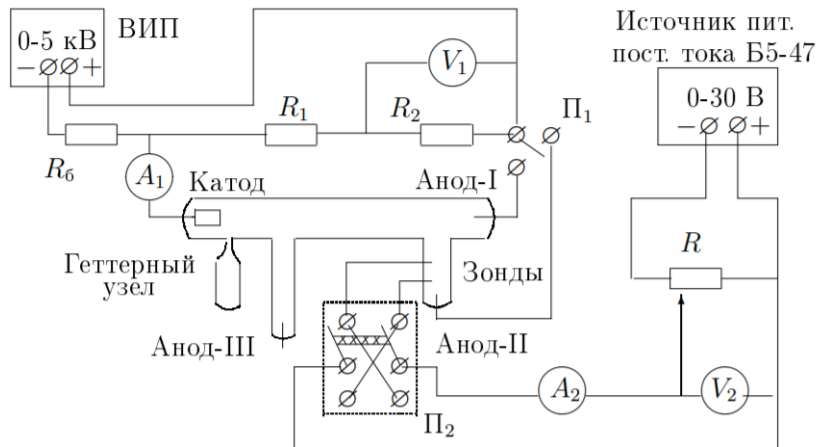 ВИП
0-5 кВ
− +
V₁
R₁
R₂
П₁
R_б
A₁
Катод
Анод-I
Геттерный
узел
Зонды
Анод-III
Анод-II
П₂
Источник пит.
пост. тока Б5-47
0-30 В
− +
R
A₂
V₂